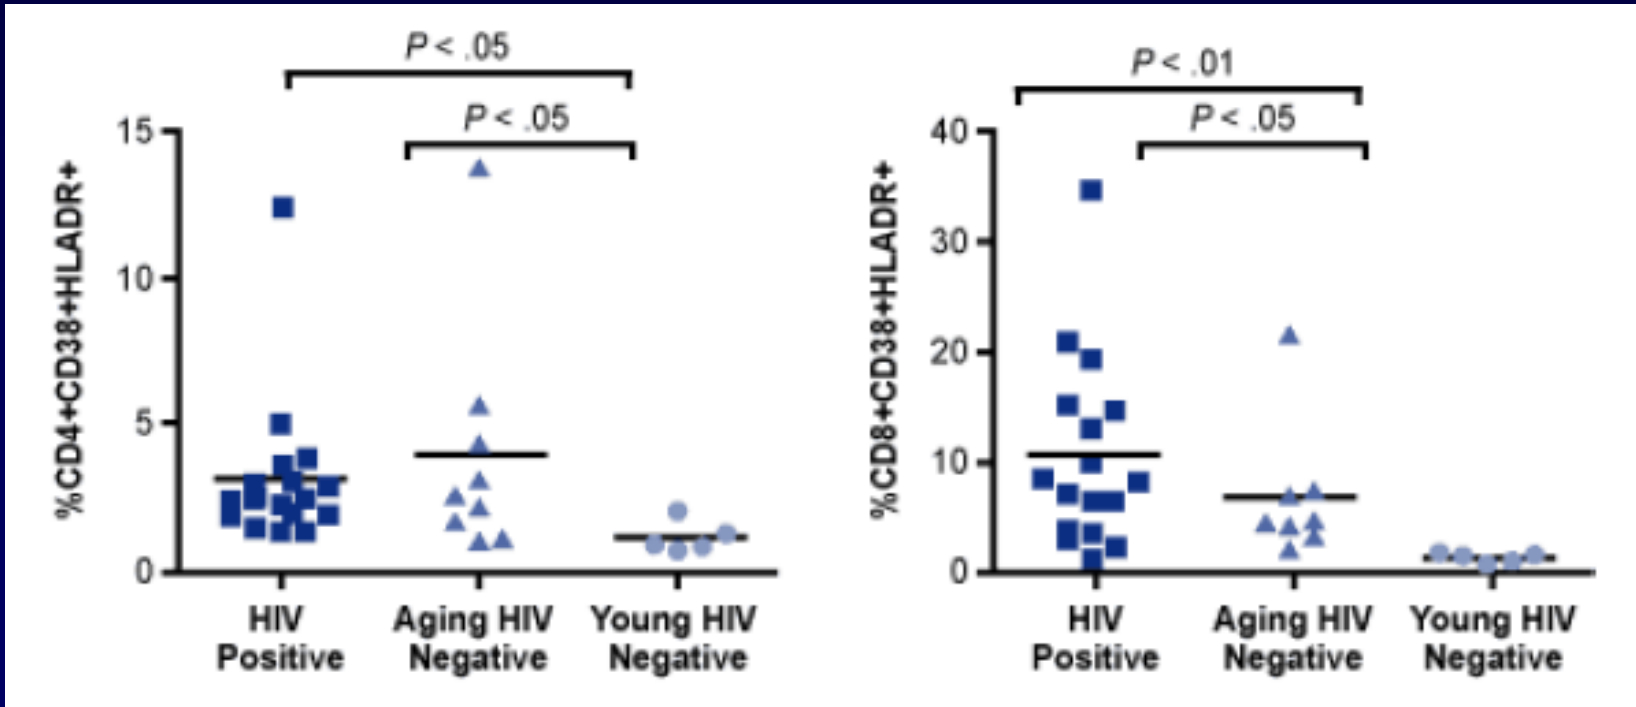 P < .05
P < .05
%CD4+CD38+HLADR+
15
10
5
0
HIV
Positive
Aging HIV
Negative
Young HIV
Negative
P < .01
P < .05
%CD8+CD38+HLADR+
40
30
20
10
0
HIV
Positive
Aging HIV
Negative
Young HIV
Negative